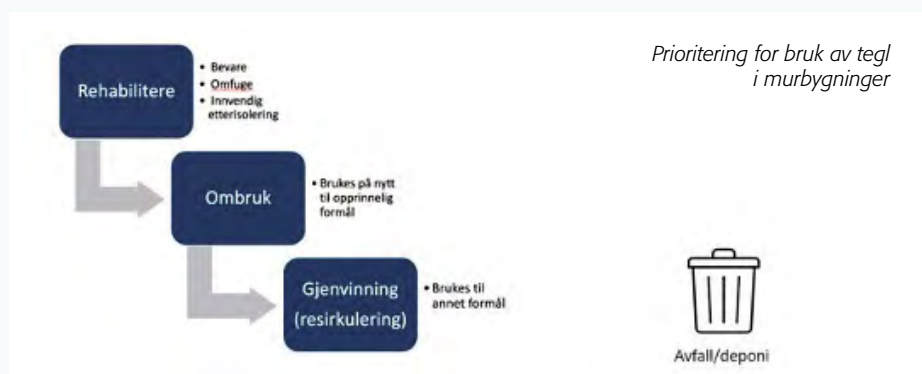 Prioritering for bruk av tegl
i murbygninger
Rehabilitere
• Bevare
• Omfuge
• Innvendig
etterisolering
Ombruk
• Brukes på nytt
til opprinnelig
formål
Gjenvinning
(resirkulering)
• Brukes til
annet formål
Avfall/deponi